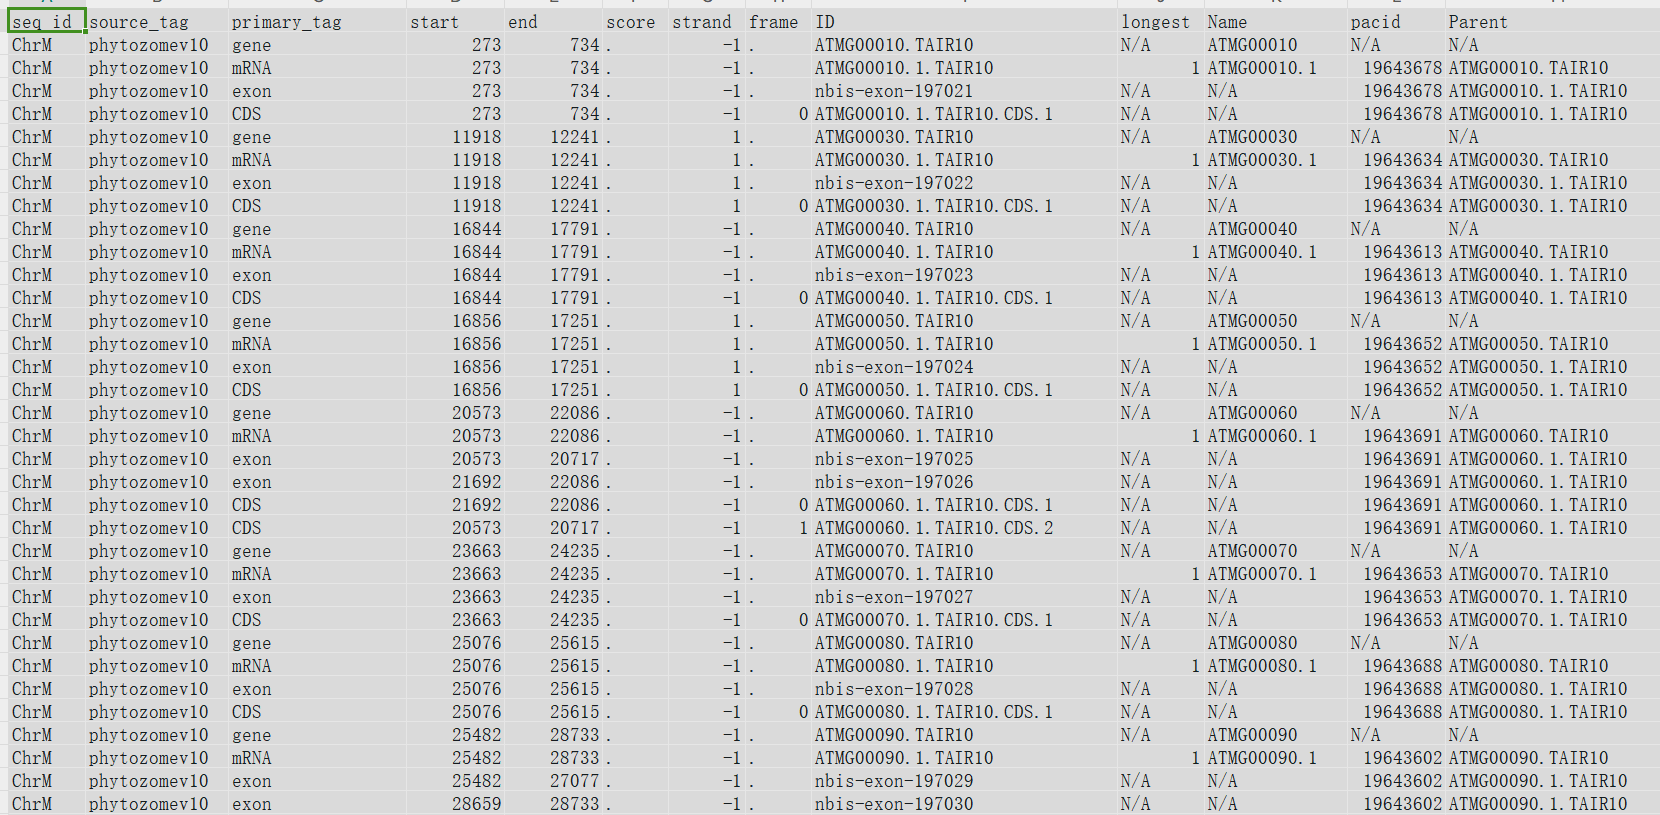 seq_id source_tag primary_tag start end score strand frame ID longest Name pacid Parent
ChrM phytozomev10 gene 273 734 . -1 . ATMG00010.TAIR10 N/A ATMG00010 N/A N/A
ChrM phytozomev10 mRNA 273 734 . -1 . ATMG00010.1.TAIR10 1 ATMG00010.1 19643678 ATMG00010.TAIR10
ChrM phytozomev10 exon 273 734 . -1 . nbis-exon-197021 N/A N/A 19643678 ATMG00010.1.TAIR10
ChrM phytozomev10 CDS 273 734 . -1 0 ATMG00010.1.TAIR10.CDS.1 N/A N/A 19643678 ATMG00010.1.TAIR10
ChrM phytozomev10 gene 11918 12241 . 1 . ATMG00030.TAIR10 N/A ATMG00030 N/A N/A
ChrM phytozomev10 mRNA 11918 12241 . 1 . ATMG00030.1.TAIR10 1 ATMG00030.1 19643634 ATMG00030.TAIR10
ChrM phytozomev10 exon 11918 12241 . 1 . nbis-exon-197022 N/A N/A 19643634 ATMG00030.1.TAIR10
ChrM phytozomev10 CDS 11918 12241 . 1 0 ATMG00030.1.TAIR10.CDS.1 N/A N/A 19643634 ATMG00030.1.TAIR10
ChrM phytozomev10 gene 16844 17791 . -1 . ATMG00040.TAIR10 N/A ATMG00040 N/A N/A
ChrM phytozomev10 mRNA 16844 17791 . -1 . ATMG00040.1.TAIR10 1 ATMG00040.1 19643613 ATMG00040.TAIR10
ChrM phytozomev10 exon 16844 17791 . -1 . nbis-exon-197023 N/A N/A 19643613 ATMG00040.1.TAIR10
ChrM phytozomev10 CDS 16844 17791 . -1 0 ATMG00040.1.TAIR10.CDS.1 N/A N/A 19643613 ATMG00040.1.TAIR10
ChrM phytozomev10 gene 16856 17251 . 1 . ATMG00050.TAIR10 N/A ATMG00050 N/A N/A
ChrM phytozomev10 mRNA 16856 17251 . 1 . ATMG00050.1.TAIR10 1 ATMG00050.1 19643652 ATMG00050.TAIR10
ChrM phytozomev10 exon 16856 17251 . 1 . nbis-exon-197024 N/A N/A 19643652 ATMG00050.1.TAIR10
ChrM phytozomev10 CDS 16856 17251 . 1 0 ATMG00050.1.TAIR10.CDS.1 N/A N/A 19643652 ATMG00050.1.TAIR10
ChrM phytozomev10 gene 20573 22086 . -1 . ATMG00060.TAIR10 N/A ATMG00060 N/A N/A
ChrM phytozomev10 mRNA 20573 22086 . -1 . ATMG00060.1.TAIR10 1 ATMG00060.1 19643691 ATMG00060.TAIR10
ChrM phytozomev10 exon 20573 20717 . -1 . nbis-exon-197025 N/A N/A 19643691 ATMG00060.1.TAIR10
ChrM phytozomev10 exon 21692 22086 . -1 . nbis-exon-197026 N/A N/A 19643691 ATMG00060.1.TAIR10
ChrM phytozomev10 CDS 21692 22086 . -1 0 ATMG00060.1.TAIR10.CDS.1 N/A N/A 19643691 ATMG00060.1.TAIR10
ChrM phytozomev10 CDS 20573 20717 . -1 1 ATMG00060.1.TAIR10.CDS.2 N/A N/A 19643691 ATMG00060.1.TAIR10
ChrM phytozomev10 gene 23663 24235 . -1 . ATMG00070.TAIR10 N/A ATMG00070 N/A N/A
ChrM phytozomev10 mRNA 23663 24235 . -1 . ATMG00070.1.TAIR10 1 ATMG00070.1 19643653 ATMG00070.TAIR10
ChrM phytozomev10 exon 23663 24235 . -1 . nbis-exon-197027 N/A N/A 19643653 ATMG00070.1.TAIR10
ChrM phytozomev10 CDS 23663 24235 . -1 0 ATMG00070.1.TAIR10.CDS.1 N/A N/A 19643653 ATMG00070.1.TAIR10
ChrM phytozomev10 gene 25076 25615 . -1 . ATMG00080.TAIR10 N/A ATMG00080 N/A N/A
ChrM phytozomev10 mRNA 25076 25615 . -1 . ATMG00080.1.TAIR10 1 ATMG00080.1 19643688 ATMG00080.TAIR10
ChrM phytozomev10 exon 25076 25615 . -1 . nbis-exon-197028 N/A N/A 19643688 ATMG00080.1.TAIR10
ChrM phytozomev10 CDS 25076 25615 . -1 0 ATMG00080.1.TAIR10.CDS.1 N/A N/A 19643688 ATMG00080.1.TAIR10
ChrM phytozomev10 gene 25482 28733 . -1 . ATMG00090.TAIR10 N/A ATMG00090 N/A N/A
ChrM phytozomev10 mRNA 25482 28733 . -1 . ATMG00090.1.TAIR10 1 ATMG00090.1 19643602 ATMG00090.TAIR10
ChrM phytozomev10 exon 25482 27077 . -1 . nbis-exon-197029 N/A N/A 19643602 ATMG00090.1.TAIR10
ChrM phytozomev10 exon 28659 28733 . -1 . nbis-exon-197030 N/A N/A 19643602 ATMG00090.1.TAIR10